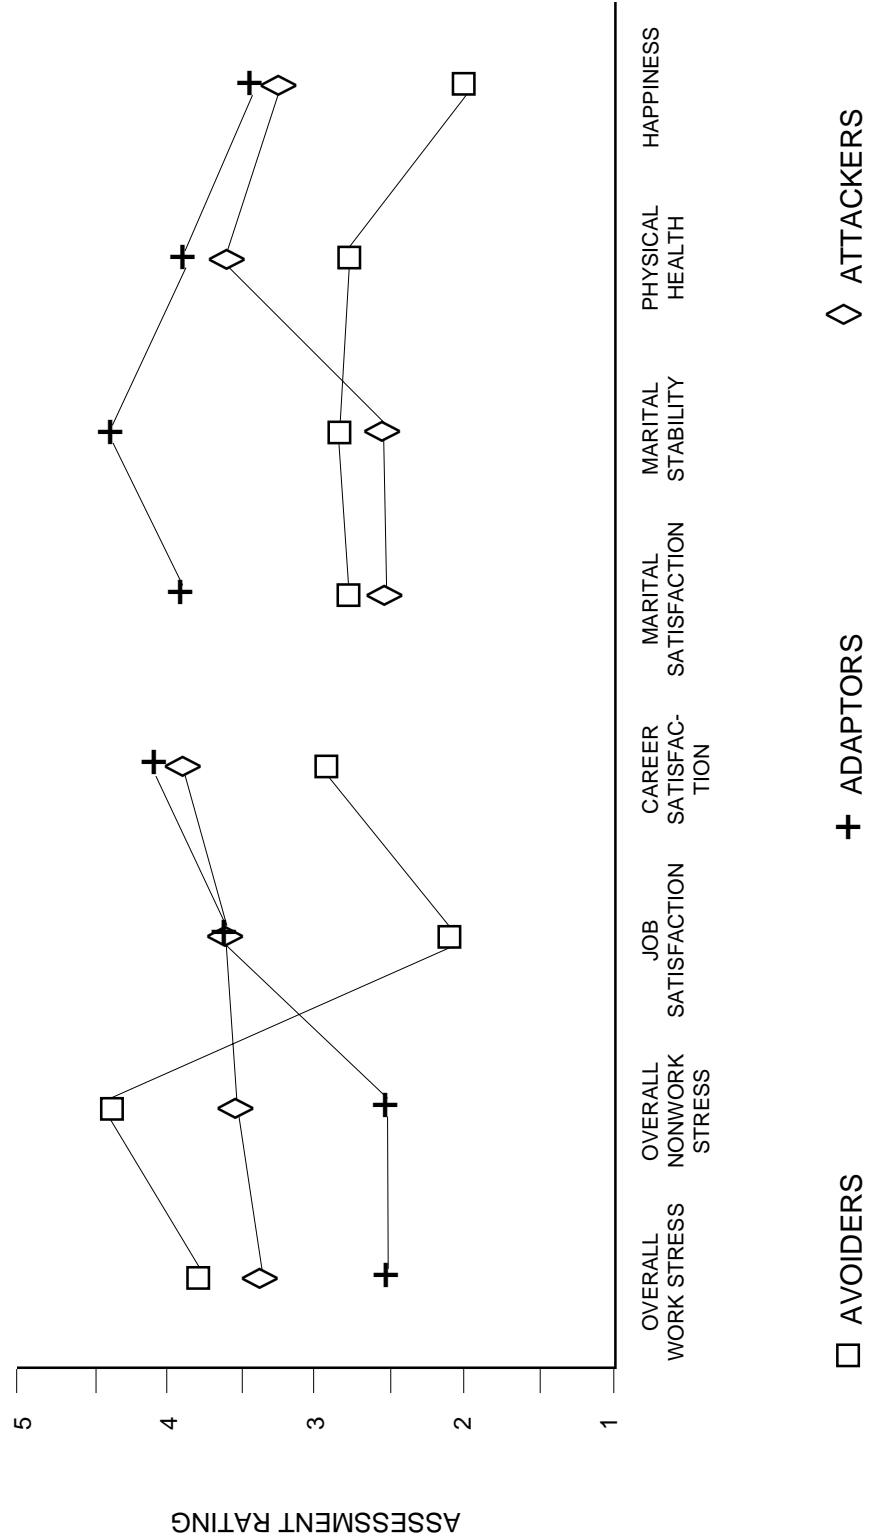 ASSESSMENT RATING
5
4
3
2
1
OVERALL
WORK STRESS
OVERALL
NONWORK
STRESS
JOB
SATISFACTION
CAREER
SATISFAC-
TION
MARITAL
SATISFACTION
MARITAL
STABILITY
PHYSICAL
HEALTH
HAPPINESS
AVOIDERS
ADAPTORS
ATTACKERS